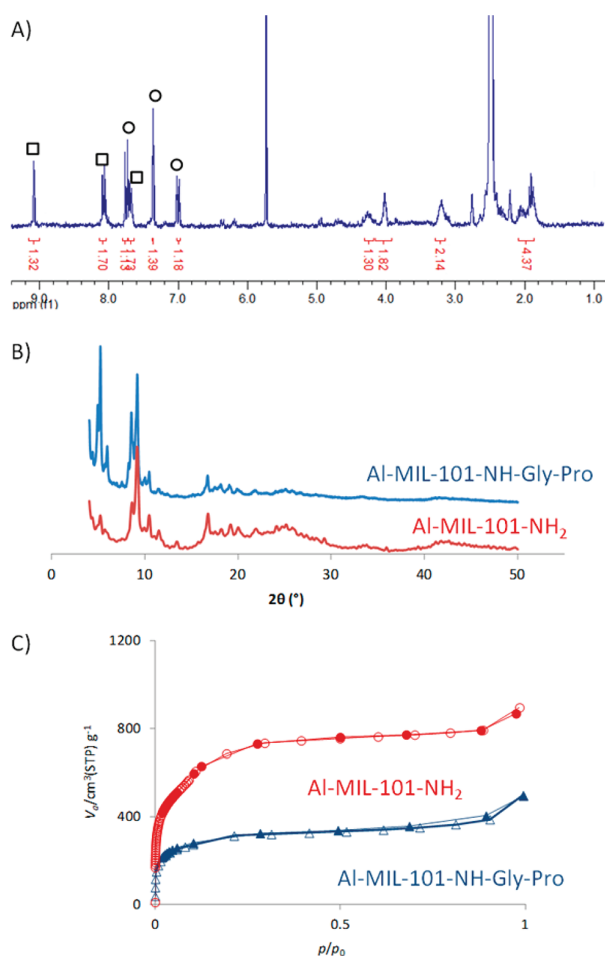 A)
1.32
1.70
1.13
1.73
1.39
1.18
1.30
1.82
2.14
4.37
9.0 8.0 7.0 6.0 5.0 4.0 3.0 2.0 1.0
ppm (f1)
B)
Al-MIL-101-NH-Gly-Pro
Al-MIL-101-NH2
0 10 20 30 40 50
2θ (°)
C)
1200
800
400
0
Va/cm3(STP) g-1
Al-MIL-101-NH2
Al-MIL-101-NH-Gly-Pro
0 0.5 1
p/p0